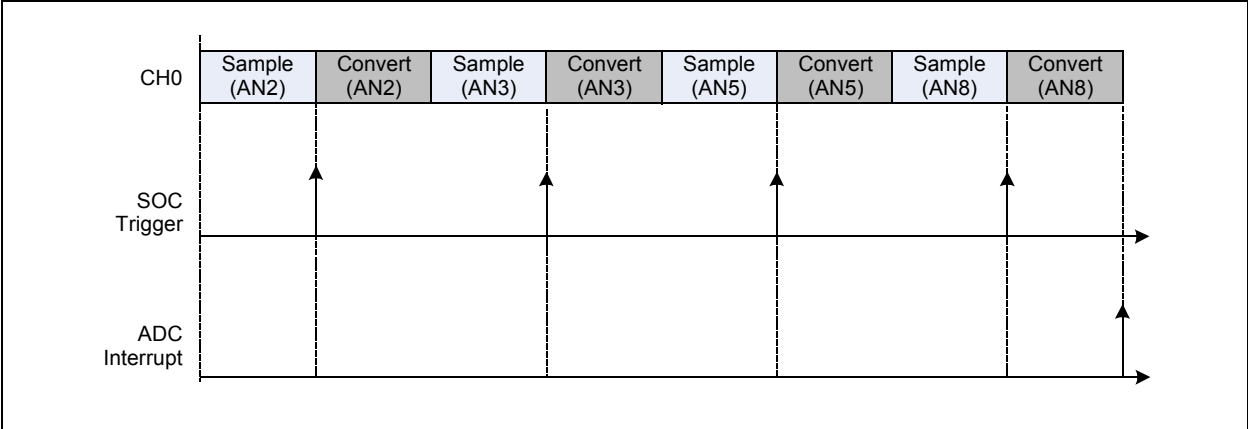 CH0
Sample
(AN2)
Convert
(AN2)
Sample
(AN3)
Convert
(AN3)
Sample
(AN5)
Convert
(AN5)
Sample
(AN8)
Convert
(AN8)
SOC
Trigger
ADC
Interrupt